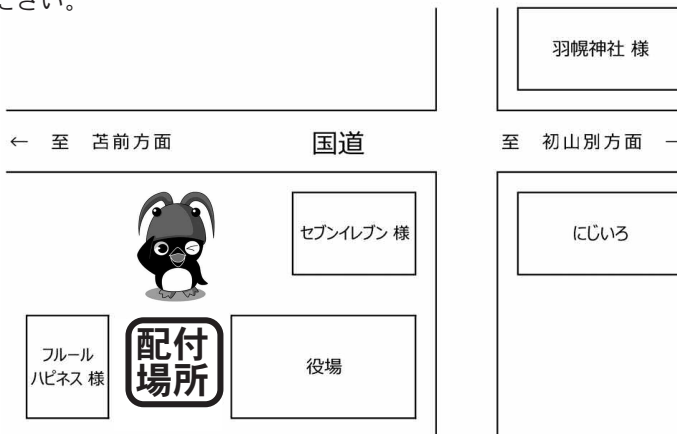 ださい。
羽幌神社 様
← 至 苫前方面
国道
至 初山別方面 →
セブンイレブン 様
にじいろ
フルール
ハピネス 様
配付
場所
役場